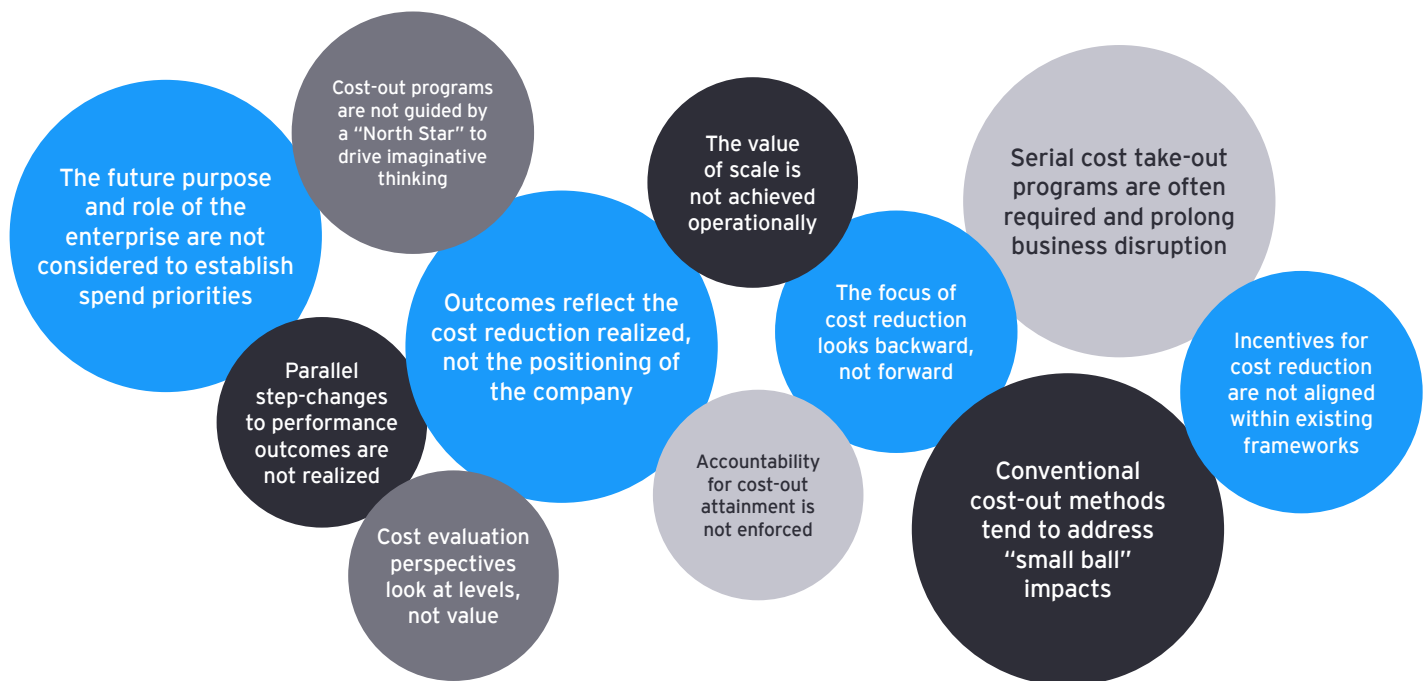 The future purpose
and role of the
enterprise are not
considered to establish
spend priorities
Cost-out programs
are not guided by
a “North Star” to
drive imaginative
thinking
Parallel
step-changes
to performance
outcomes are
not realized
Outcomes reflect the
cost reduction realized,
not the positioning of
the company
Cost evaluation
perspectives
look at levels,
not value
The value
of scale is
not achieved
operationally
The focus of
cost reduction
looks backward,
not forward
Accountability
for cost-out
attainment is
not enforced
Serial cost take-out
programs are often
required and prolong
business disruption
Conventional
cost-out methods
tend to address
“small ball”
impacts
Incentives for
cost reduction
are not aligned
within existing
frameworks